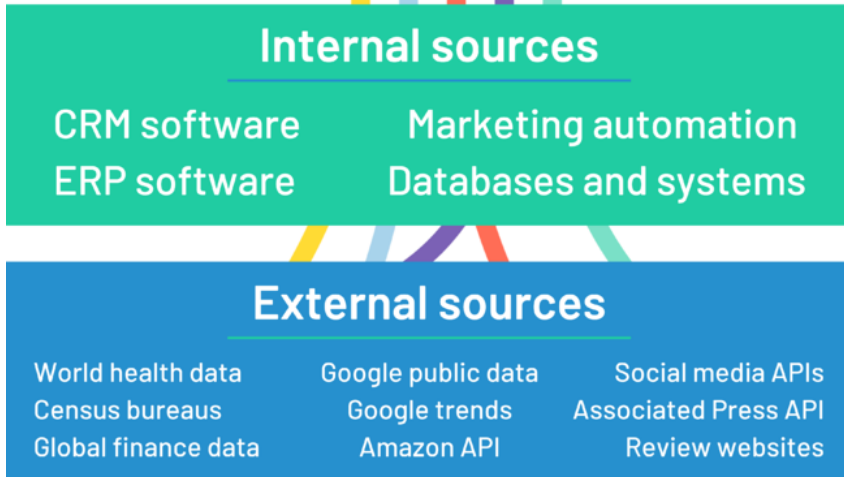 Internal sources
CRM software
Marketing automation
ERP software
Databases and systems
External sources
World health data
Google public data
Social media APIs
Census bureaus
Google trends
Associated Press API
Global finance data
Amazon API
Review websites